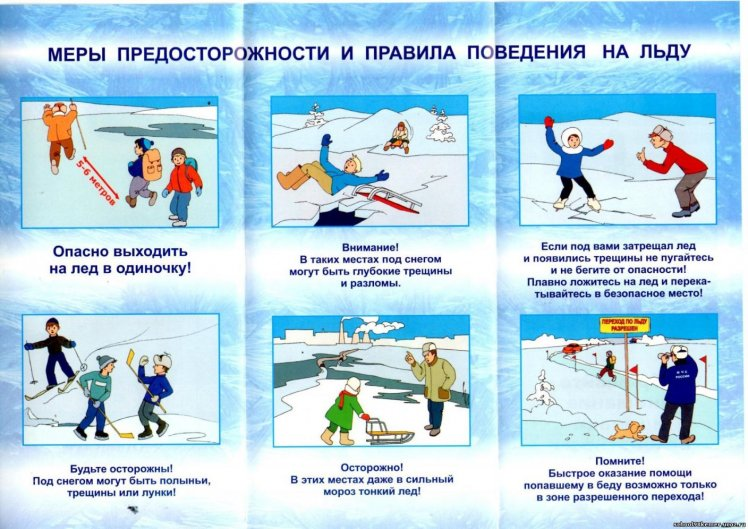 МЕРЫ ПРЕДОСТОРОЖНОСТИ И ПРАВИЛА ПОВЕДЕНИЯ НА ЛЬДУ
5-6 метров
Опасно выходить
на лед в одиночку!
Внимание!
В таких местах под снегом
могут быть глубокие трещины
и разломы.
Если под вами затрещал лед
и появились трещины не пугайтесь
и не бегите от опасности!
Плавно ложитесь на лед и перека-
тывайтесь в безопасное место!
Будьте осторожны!
Под снегом могут быть полыньи,
трещины или лунки!
Осторожно!
В этих местах даже в сильный
мороз тонкий лед!
ПЕРЕХОД ПО ЛЬДУ
РАЗРЕШЕН
М Ч С
РОССИИ
Помните!
Быстрое оказание помощи
попавшему в беду возможно только
в зоне разрешенного перехода!